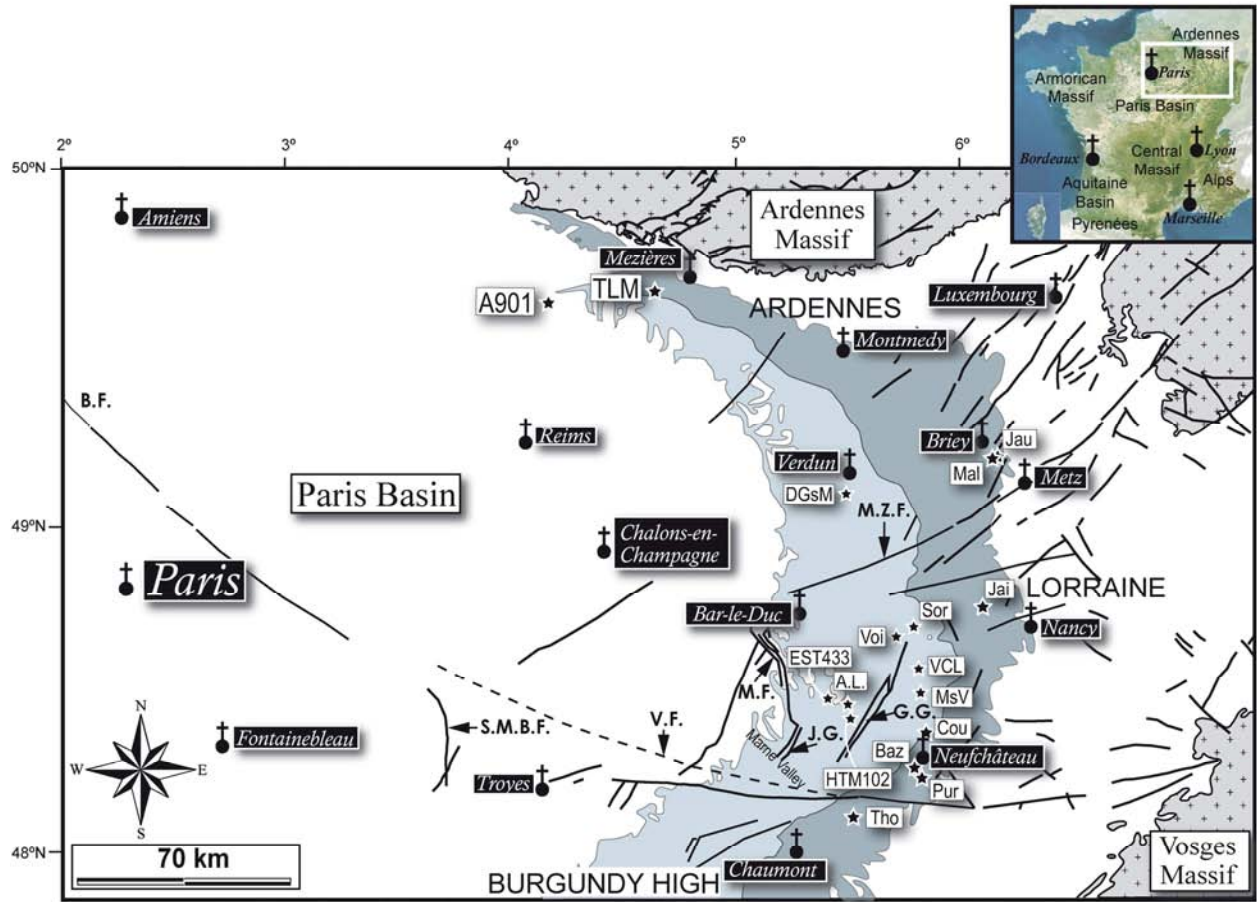 Ardennes
Massif
Paris
Armorican
Massif
Paris Basin
Bordeaux
Central
Massif
Lyon
Aquitaine
Basin
Alps
Pyrenées
Marseille
2°
3°
4°
5°
6°
50°N
Amiens
Ardennes
Massif
Mezières
A901
TLM
ARDENNES
Luxembourg
Montmedy
B.F.
Reims
Briey
Jau
Verdun
Mal
Metz
Paris Basin
DGsM
M.Z.F.
49°N
Chalons-en-
Champagne
Paris
Jai
LORRAINE
Bar-le-Duc
Sor
Nancy
Voi
EST433
VCL
A.L.
M.F.
MsV
G.G.
N
S.M.B.F.
V.F.
J.G.
Cou
Fontainebleau
Marne Valley
Baz
Neufchâteau
W
E
Troyes
HTM102
Pur
S
Tho
70 km
48°N
Chaumont
Vosges
Massif
BURGUNDY HIGH